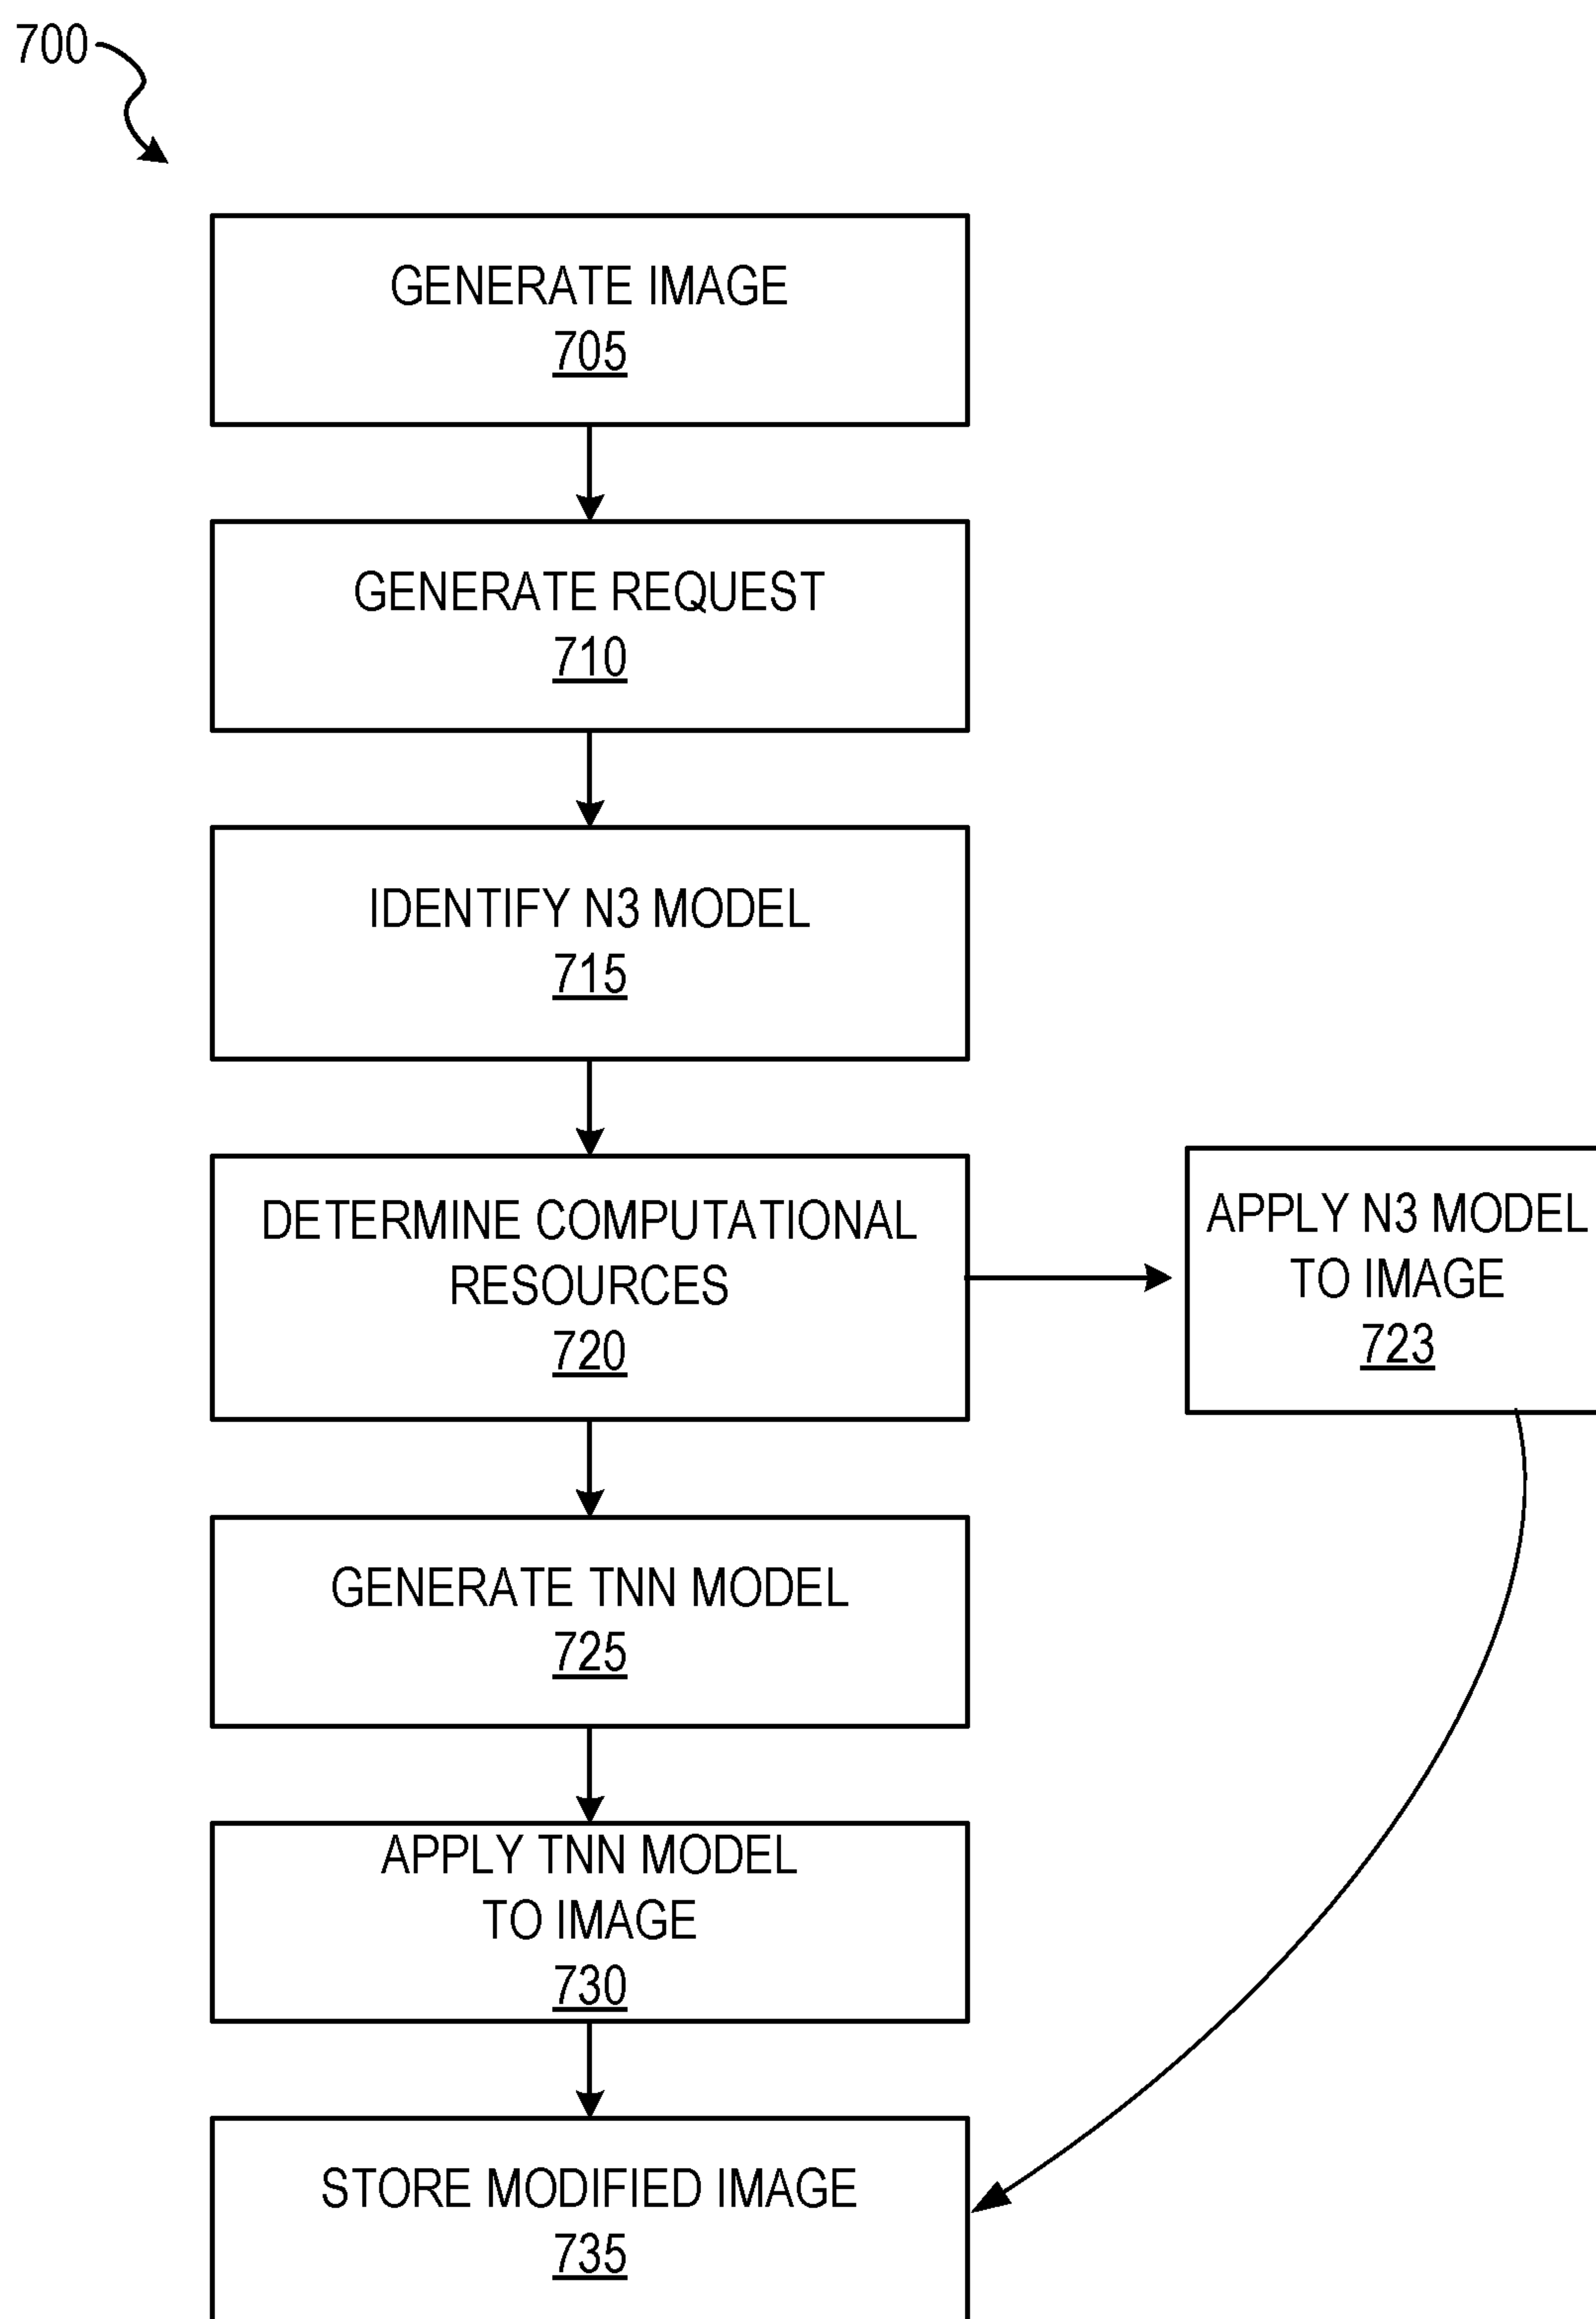 700
GENERATE IMAGE
705
GENERATE REQUEST
710
IDENTIFY N3 MODEL
715
DETERMINE COMPUTATIONAL
RESOURCES
720
APPLY N3 MODEL
TO IMAGE
723
GENERATE TNN MODEL
725
APPLY TNN MODEL
TO IMAGE
730
STORE MODIFIED IMAGE
735